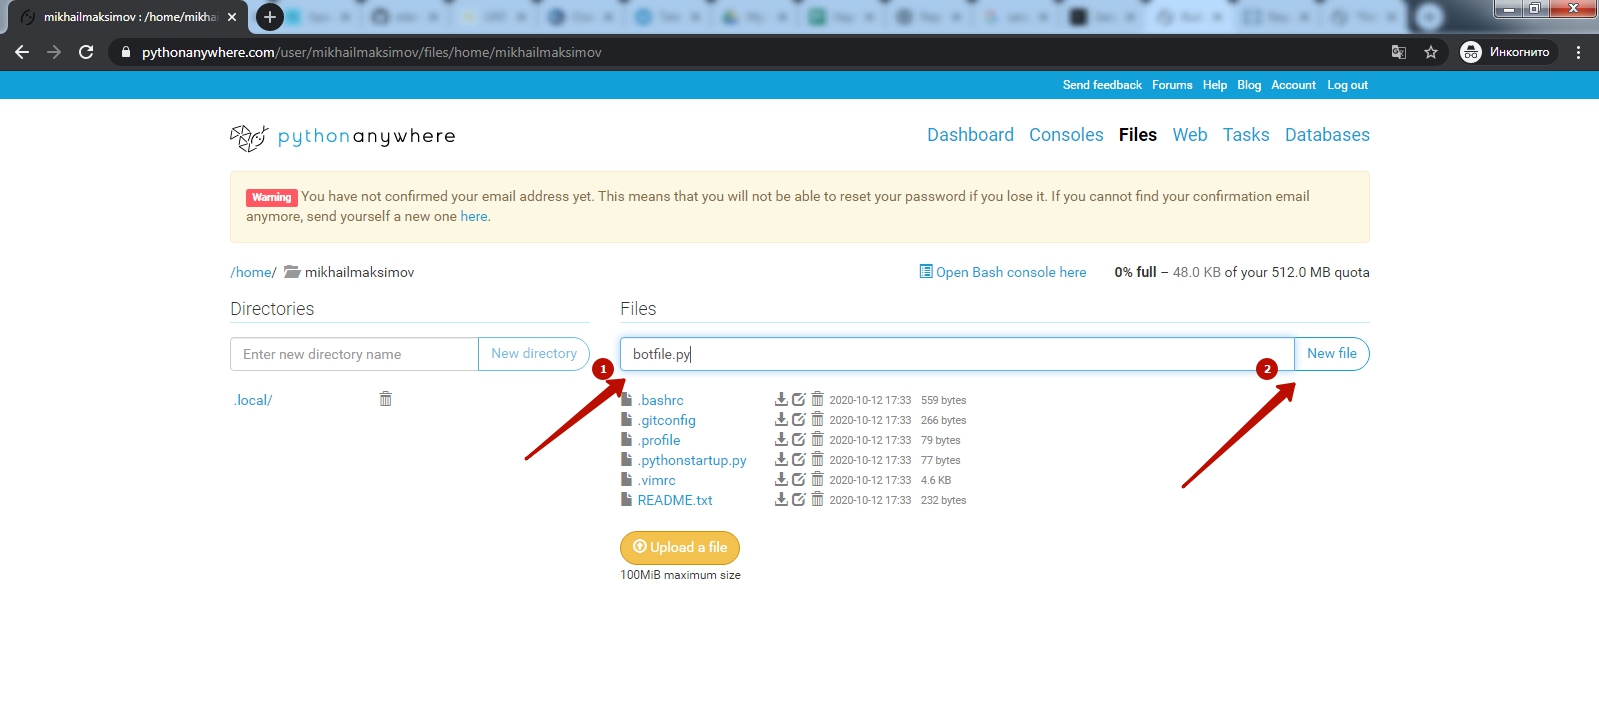 mikhailmaksimov : /home/mikhai
pythonanywhere.com/user/mikhailmaksimov/files/home/mikhailmaksimov
Инкогнито
Send feedback Forums Help Blog Account Log out
pythonanywhere
Dashboard Consoles Files Web Tasks Databases
Warning You have not confirmed your email address yet. This means that you will not be able to reset your password if you lose it. If you cannot find your confirmation email
anymore, send yourself a new one here.
/home/ mikhailmaksimov
Open Bash console here 0% full – 48.0 KB of your 512.0 MB quota
Directories
Enter new directory name New directory
.local/
Files
botfile.py New file
1
2
.bashrc 2020-10-12 17:33 559 bytes
.gitconfig 2020-10-12 17:33 266 bytes
.profile 2020-10-12 17:33 79 bytes
.pythonstartup.py 2020-10-12 17:33 77 bytes
.vimrc 2020-10-12 17:33 4.6 KB
README.txt 2020-10-12 17:33 232 bytes
Upload a file
100MiB maximum size